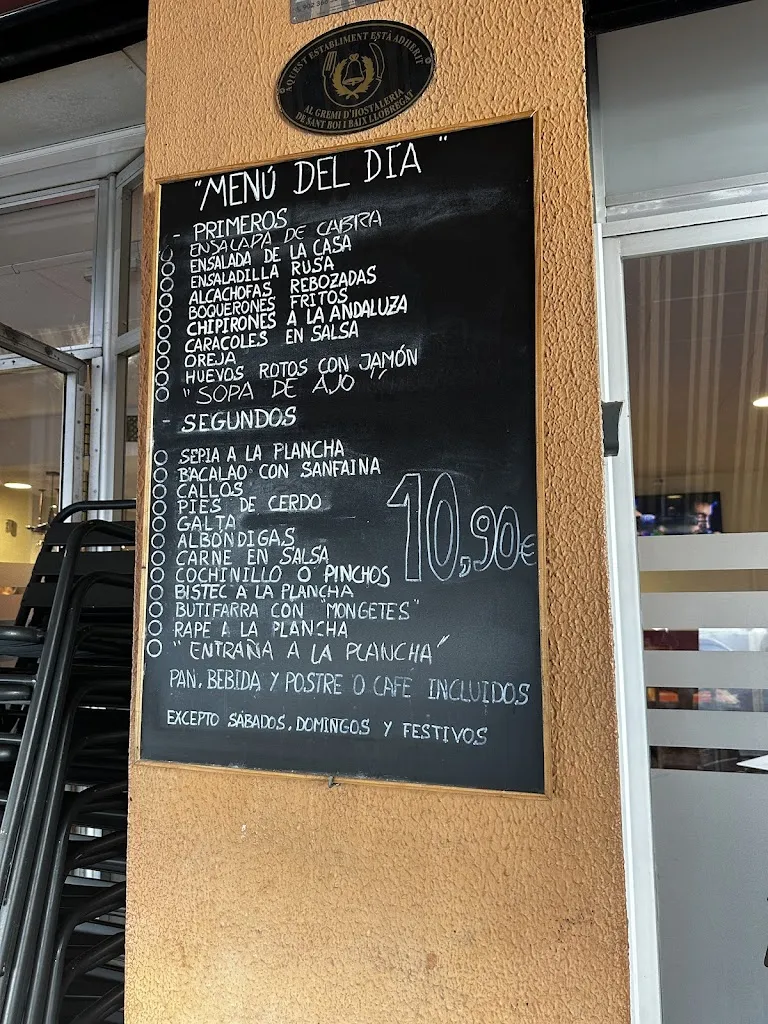 AQUEST ESTABLIMENT ESTÀ ADHERIT
AL GREMI D'HOSTALERIA
DE SANT BOI I BAIX LLOBREGAT
"MENÚ DEL DÍA"
- PRIMEROS
ENSALADA DE CABRA
ENSALADA DE LA CASA
ENSALADILLA RUSA
ALCACHOFAS REBOZADAS
BOQUERONES FRITOS
CHIPIRONES A LA ANDALUZA
CARACOLES EN SALSA
OREJA
HUEVOS ROTOS CON JAMÓN
"SOPA DE AJO"
- SEGUNDOS
SEPIA A LA PLANCHA
BACALAO CON SANFAINA
CALLOS
PIES DE CERDO
GALTA
ALBÓNDIGAS
CARNE EN SALSA
COCHINILLO O PINCHOS
BISTEC A LA PLANCHA
BUTIFARRA CON "MONGETES"
RAPE A LA PLANCHA
"ENTRAÑA A LA PLANCHA"
10,90€
PAN, BEBIDA Y POSTRE O CAFÉ INCLUIDOS
EXCEPTO SÁBADOS, DOMINGOS Y FESTIVOS